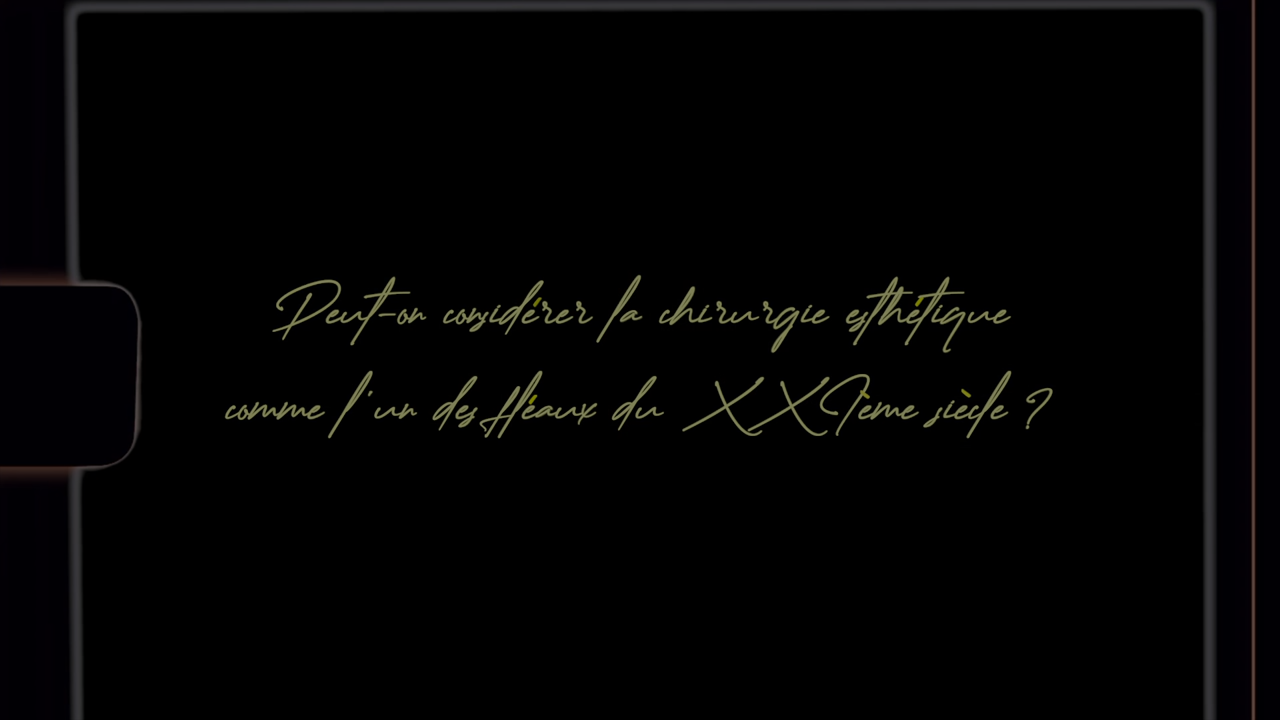 Peut-on considérer la chirurgie esthétique
comme l'un des fléaux du XXIème siècle ?